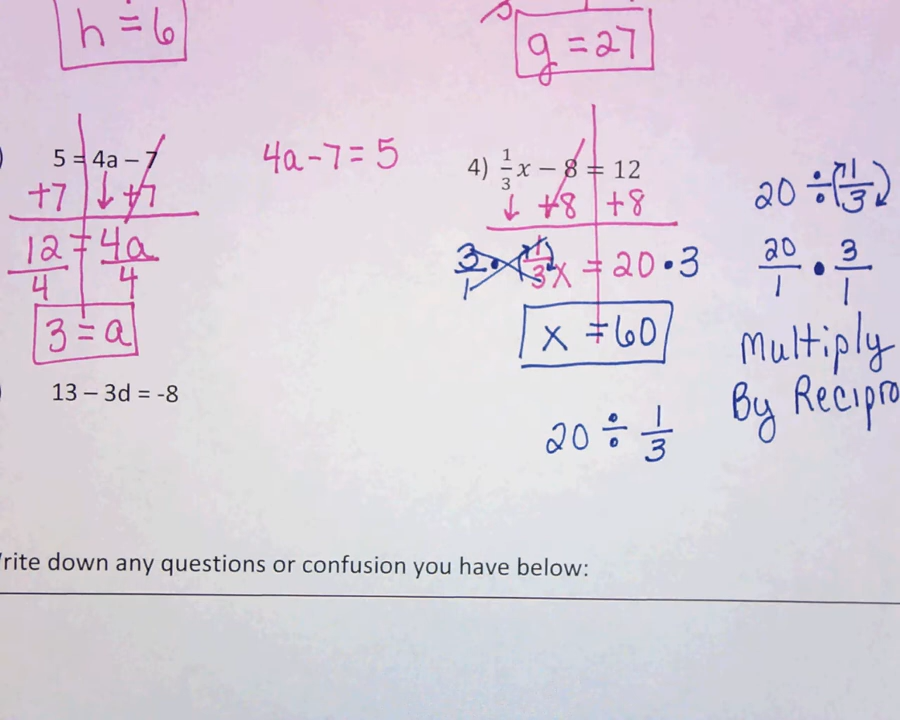 h = 6
g = 27
) 5 = 4a – 7
+7 ↓ +7
12 = 4a
4 4
3 = a
4a - 7 = 5
4) 1/3 x – 8 = 12
↓ +8 +8
3/1 • (1/3) x = 20 • 3
x = 60
20 ÷ 1/3
20 ÷ (1/3)
20/1 • 3/1
Multiply
By Recipro
) 13 – 3d = -8
rite down any questions or confusion you have below: